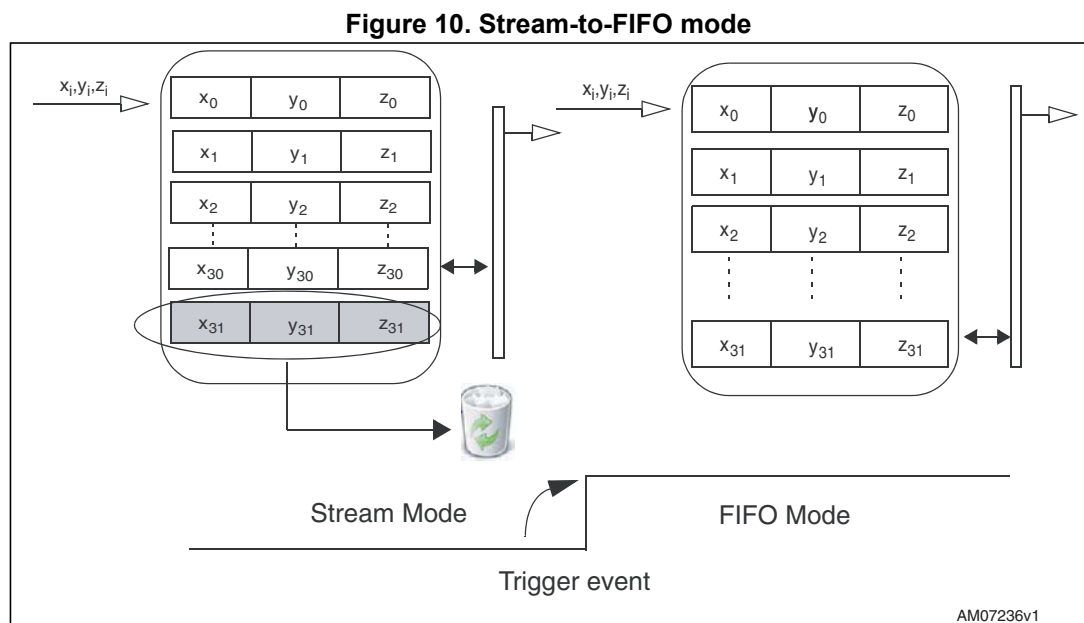 Figure 10. Stream-to-FIFO mode
xᵢ,yᵢ,zᵢ
x₀ y₀ z₀
x₁ y₁ z₁
x₂ y₂ z₂
x₃₀ y₃₀ z₃₀
x₃₁ y₃₁ z₃₁
xᵢ,yᵢ,zᵢ
x₀ y₀ z₀
x₁ y₁ z₁
x₂ y₂ z₂
x₃₁ y₃₁ z₃₁
Stream Mode
FIFO Mode
Trigger event
AM07236v1